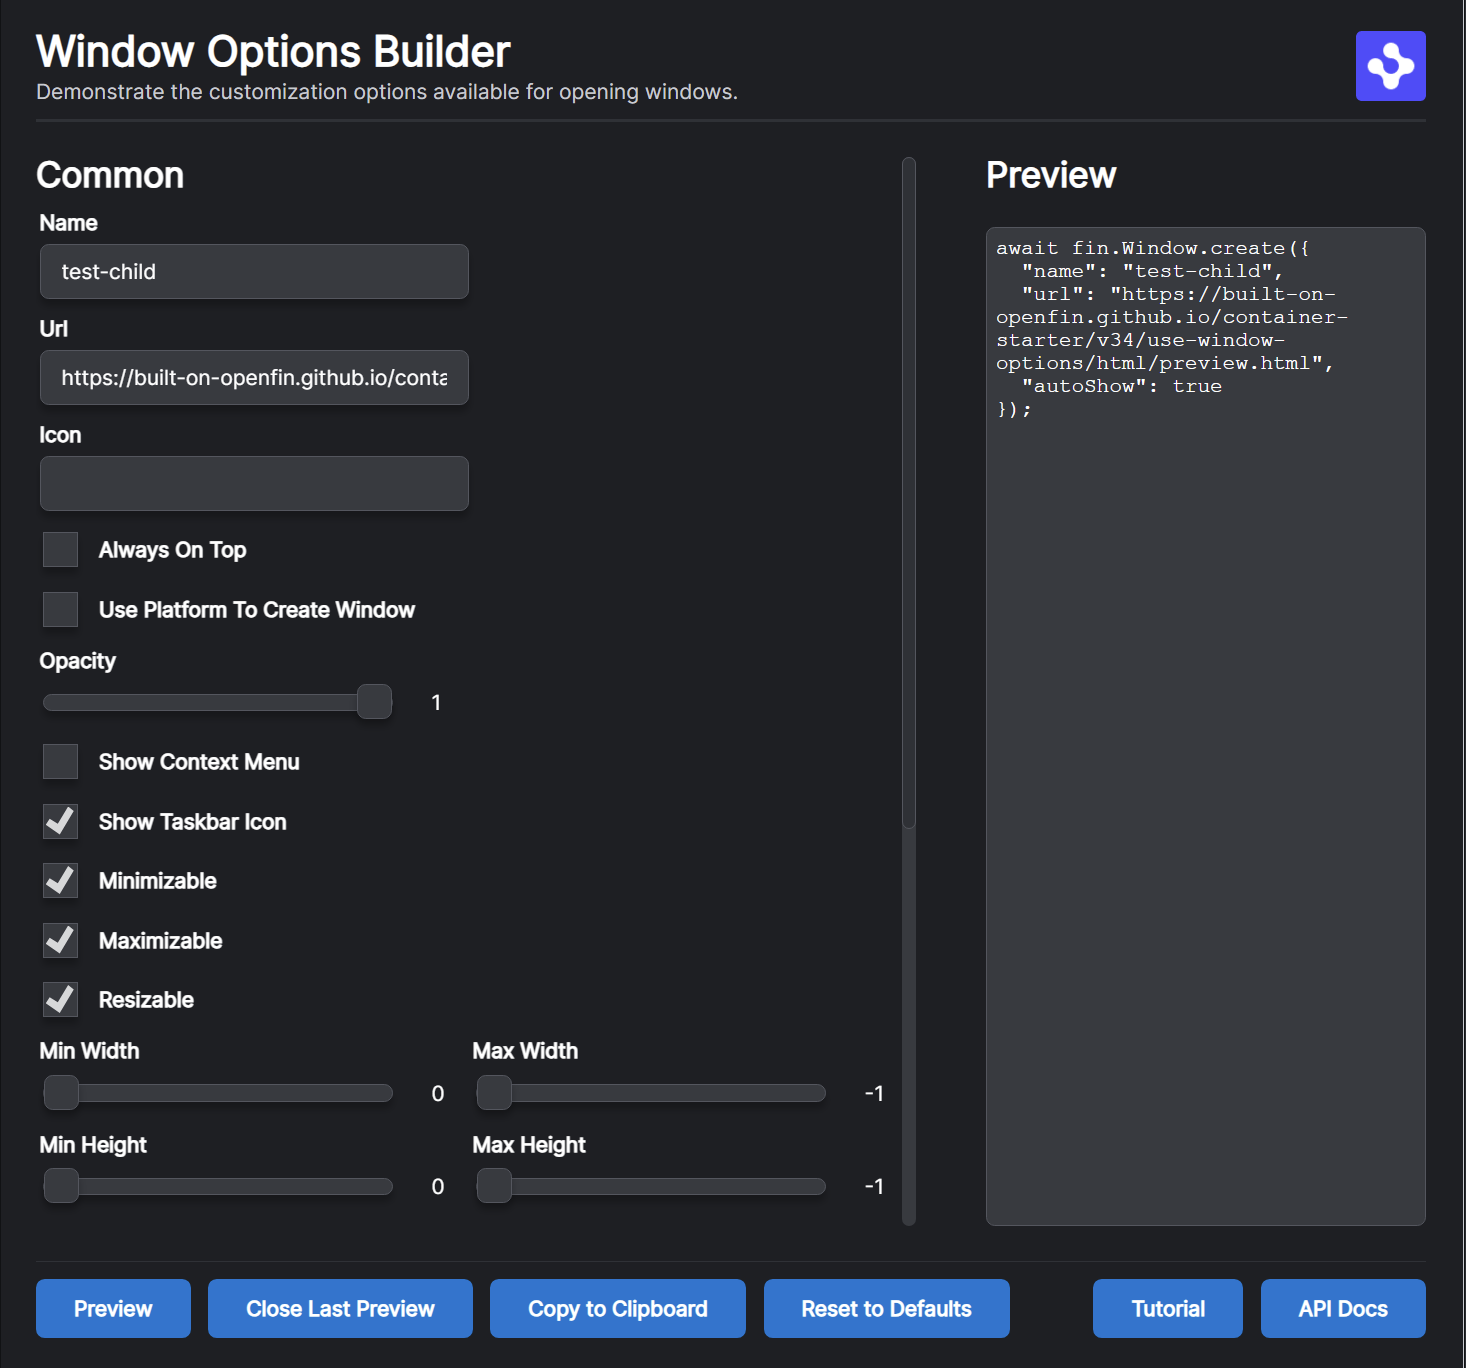 Window Options Builder
Demonstrate the customization options available for opening windows.
Common
Name
test-child
Url
https://built-on-openfin.github.io/conta
Icon
Always On Top
Use Platform To Create Window
Opacity
1
Show Context Menu
Show Taskbar Icon
Minimizable
Maximizable
Resizable
Min Width
0
Max Width
-1
Min Height
0
Max Height
-1
Preview
await fin.Window.create({
  "name": "test-child",
  "url": "https://built-on-
openfin.github.io/container-
starter/v34/use-window-
options/html/preview.html",
  "autoShow": true
});
Preview
Close Last Preview
Copy to Clipboard
Reset to Defaults
Tutorial
API Docs